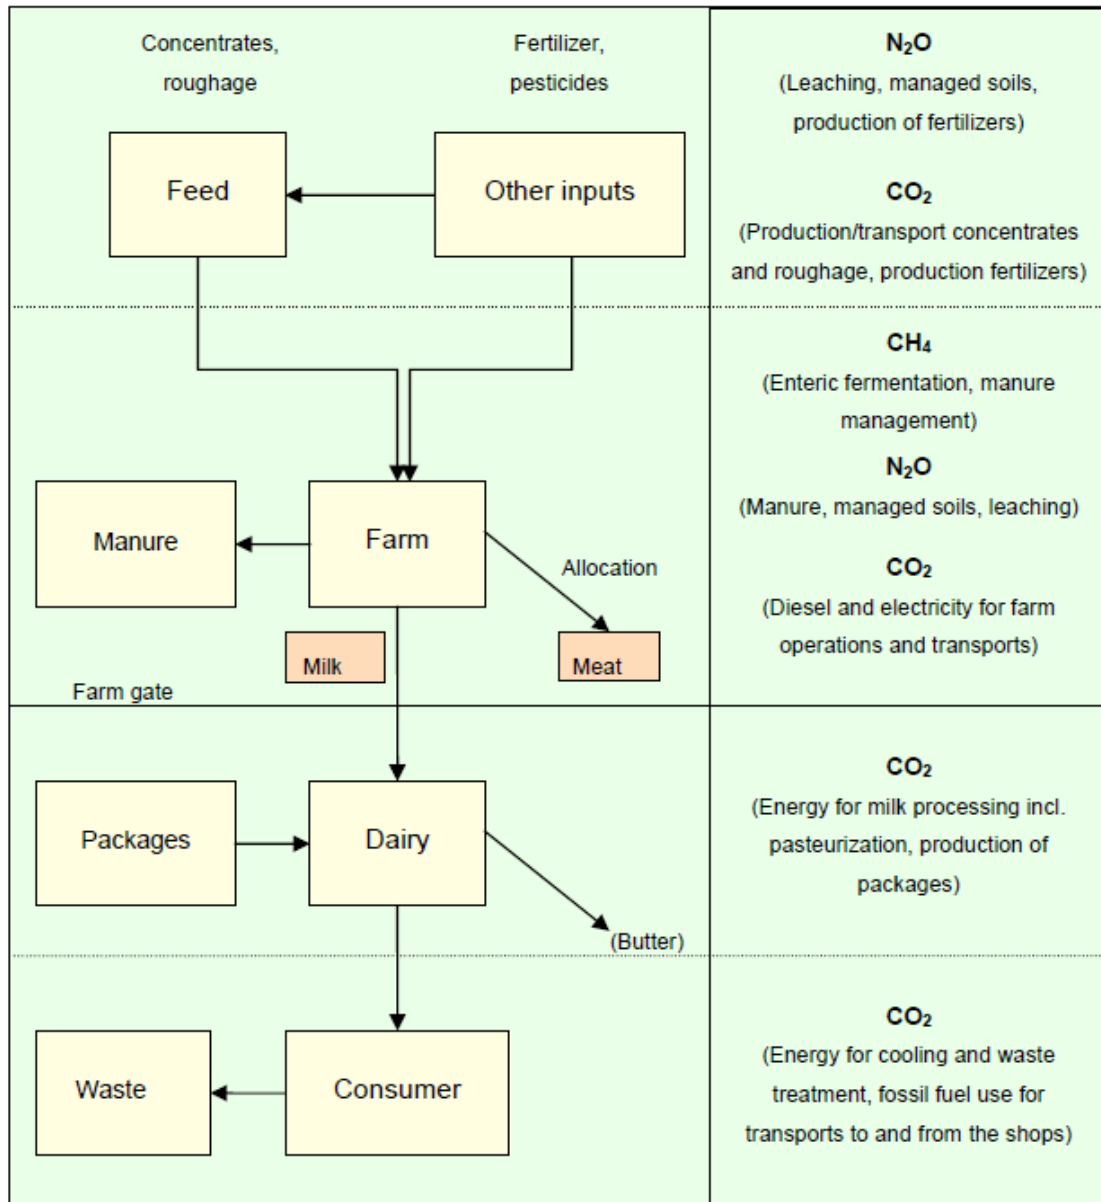 Concentrates,
roughage
Fertilizer,
pesticides
Feed
Other inputs
N₂O
(Leaching, managed soils,
production of fertilizers)
CO₂
(Production/transport concentrates
and roughage, production fertilizers)
Manure
Farm
Allocation
Milk
Meat
Farm gate
CH₄
(Enteric fermentation, manure
management)
N₂O
(Manure, managed soils, leaching)
CO₂
(Diesel and electricity for farm
operations and transports)
Packages
Dairy
(Butter)
CO₂
(Energy for milk processing incl.
pasteurization, production of
packages)
Waste
Consumer
CO₂
(Energy for cooling and waste
treatment, fossil fuel use for
transports to and from the shops)